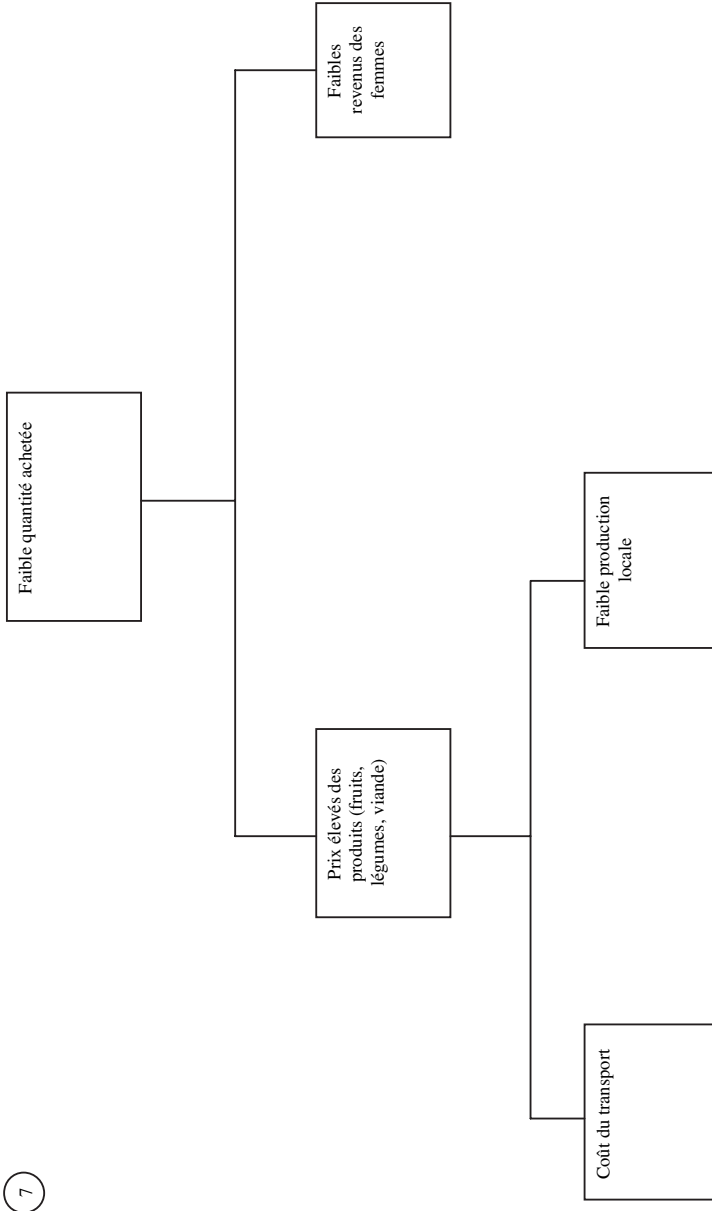 7
Faible quantité achetée
Prix élevés des
produits (fruits,
légumes, viande)
Faibles
revenus des
femmes
Coût du transport
Faible production
locale